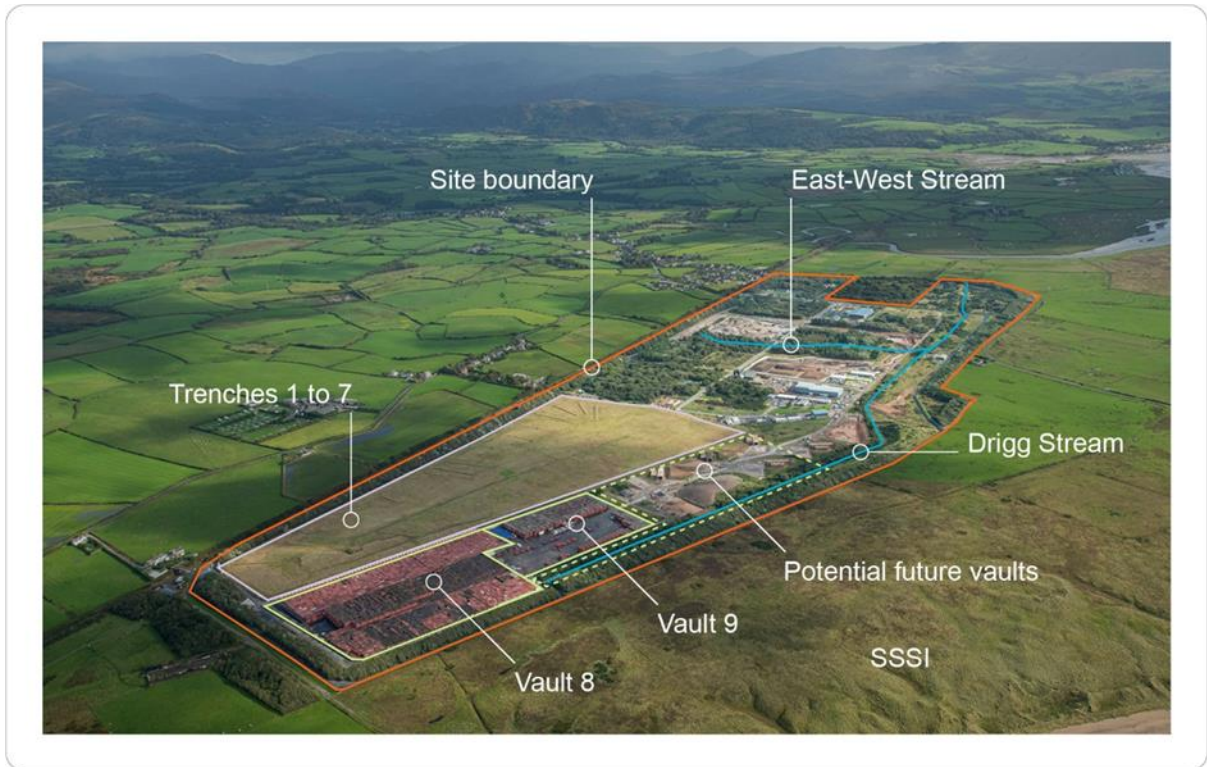 Site boundary
East-West Stream
Trenches 1 to 7
Drigg Stream
Potential future vaults
Vault 9
SSSI
Vault 8